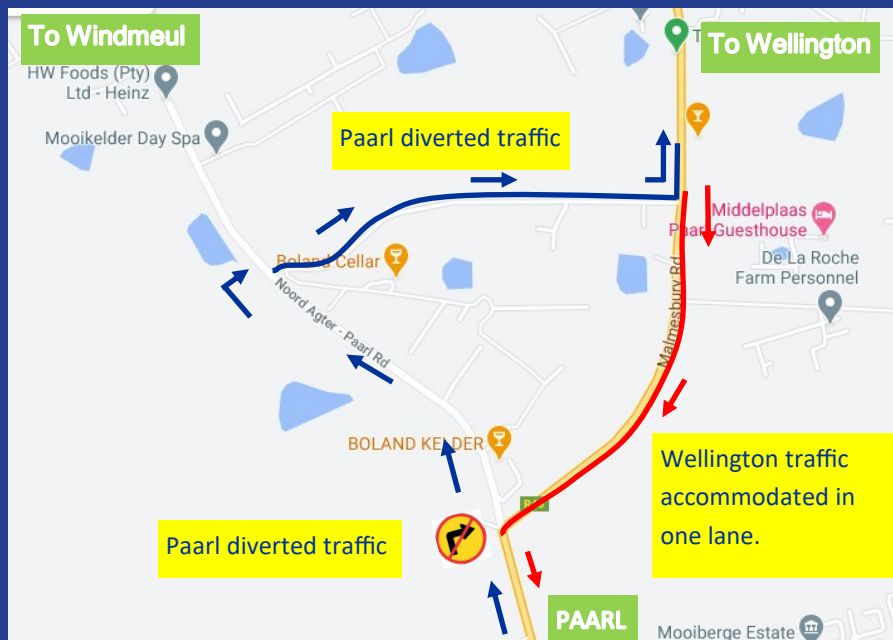 To Windmeul
To Wellington
HW Foods (Pty)
Ltd - Heinz
Mooikelder Day Spa
Paarl diverted traffic
Middelplaas
Paarl Guesthouse
De La Roche
Farm Personnel
Boland Cellar
Noord Agter - Paarl Rd
Malmesbury Rd
BOLAND KELDER
Wellington traffic
accommodated in
one lane.
Paarl diverted traffic
PAARL
Mooiberge Estate